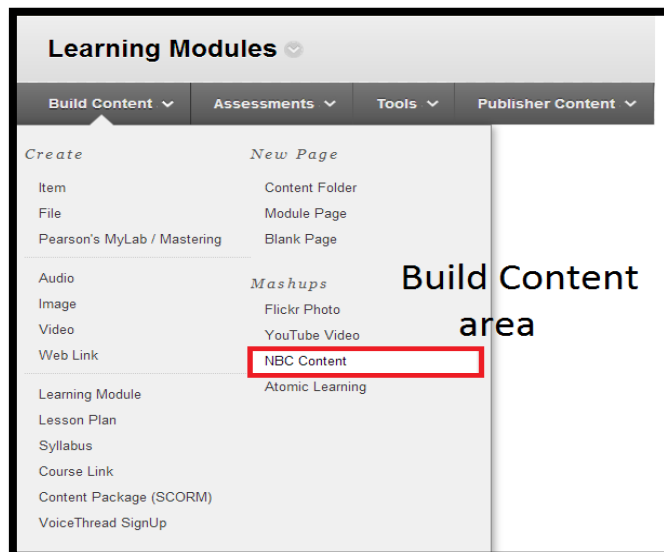 Learning Modules
Build Content
Assessments
Tools
Publisher Content
Create
Item
File
Pearson's MyLab / Mastering
Audio
Image
Video
Web Link
Learning Module
Lesson Plan
Syllabus
Course Link
Content Package (SCORM)
VoiceThread SignUp
New Page
Content Folder
Module Page
Blank Page
Mashups
Flickr Photo
YouTube Video
NBC Content
Atomic Learning
Build Content
area